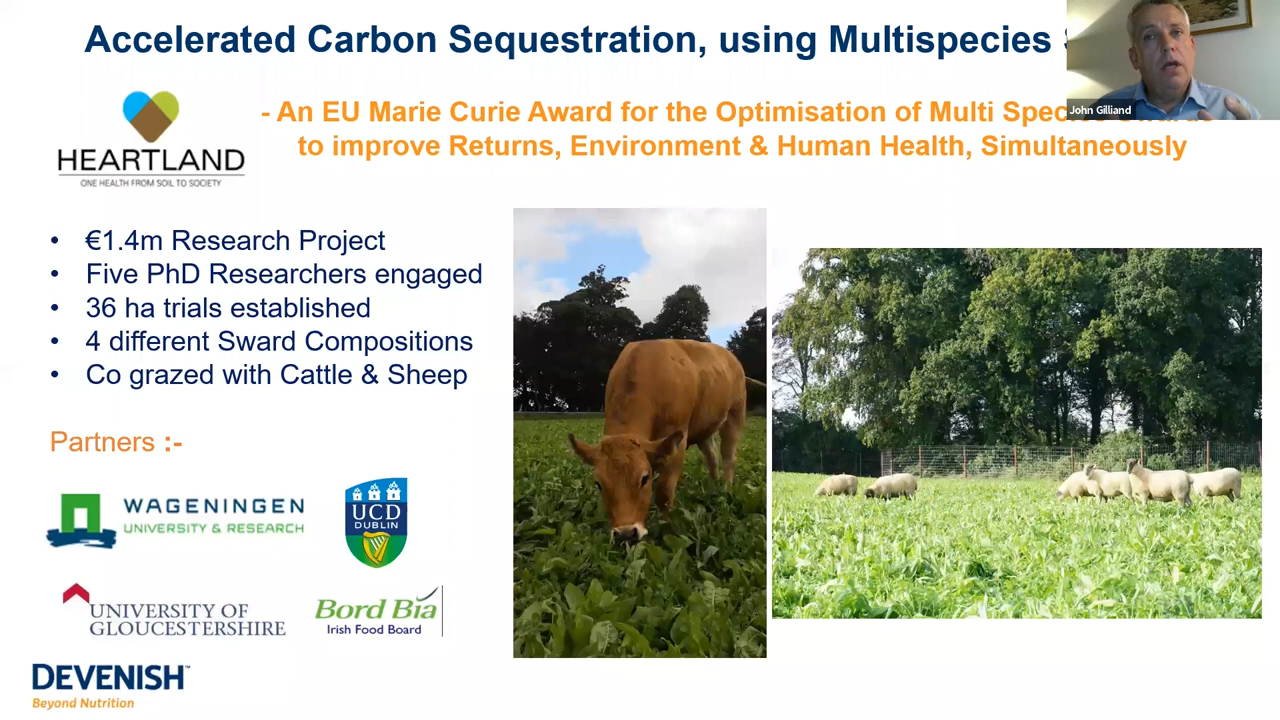 Accelerated Carbon Sequestration, using Multispecies
John Gilliand
- An EU Marie Curie Award for the Optimisation of Multi
to improve Returns, Environment & Human Health, Simultaneously
HEARTLAND
ONE HEALTH FROM SOIL TO SOCIETY
• €1.4m Research Project
• Five PhD Researchers engaged
• 36 ha trials established
• 4 different Sward Compositions
• Co grazed with Cattle & Sheep
Partners :-
WAGENINGEN
UNIVERSITY & RESEARCH
UCD
DUBLIN
UNIVERSITY OF
GLOUCESTERSHIRE
Bord Bia
Irish Food Board
DEVENISH™
Beyond Nutrition